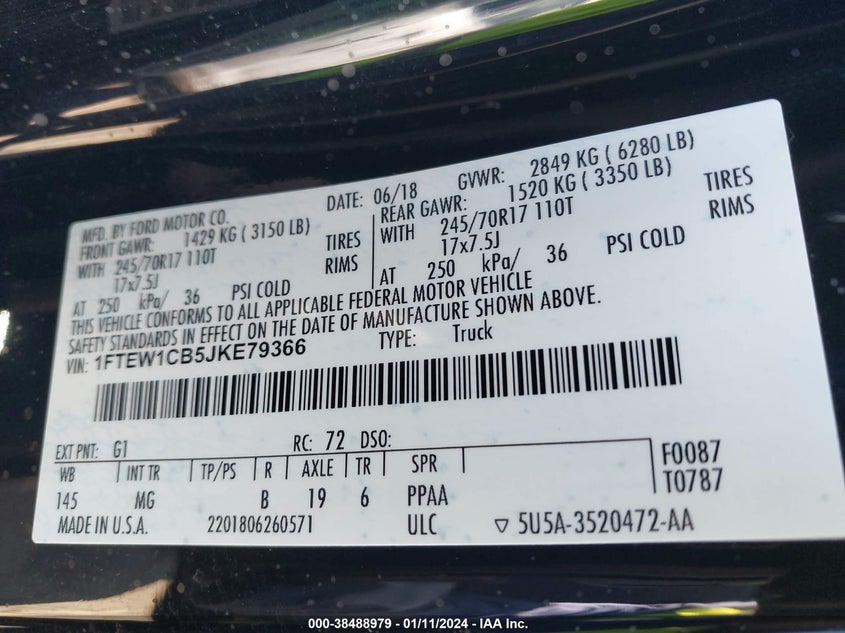 MFD. BY FORD MOTOR CO. DATE: 06/18 GVWR: 2849 KG ( 6280 LB)
FRONT GAWR: 1429 KG ( 3150 LB) REAR GAWR: 1520 KG ( 3350 LB)
WITH 245/70R17 110T TIRES WITH 245/70R17 110T TIRES
17x7.5J RIMS 17x7.5J RIMS
AT 250 kPa/ 36 PSI COLD AT 250 kPa/ 36 PSI COLD
THIS VEHICLE CONFORMS TO ALL APPLICABLE FEDERAL MOTOR VEHICLE
SAFETY STANDARDS IN EFFECT ON THE DATE OF MANUFACTURE SHOWN ABOVE.
VIN: 1FTEW1CB5JKE79366 TYPE: Truck
EXT PNT: G1 RC: 72 DSO: F0087
WB INT TR TP/PS R AXLE TR SPR T0787
145 MG B 19 6 PPAA
MADE IN U.S.A. 2201806260571 ULC ▽ 5U5A-3520472-AA
000-38488979 - 01/11/2024 - IAA Inc.